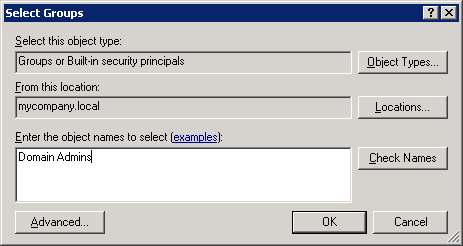 Select Groups
Select this object type:
Groups or Built-in security principals
Object Types...
From this location:
mycompany.local
Locations...
Enter the object names to select (examples):
Domain Admins
Check Names
Advanced...
OK
Cancel